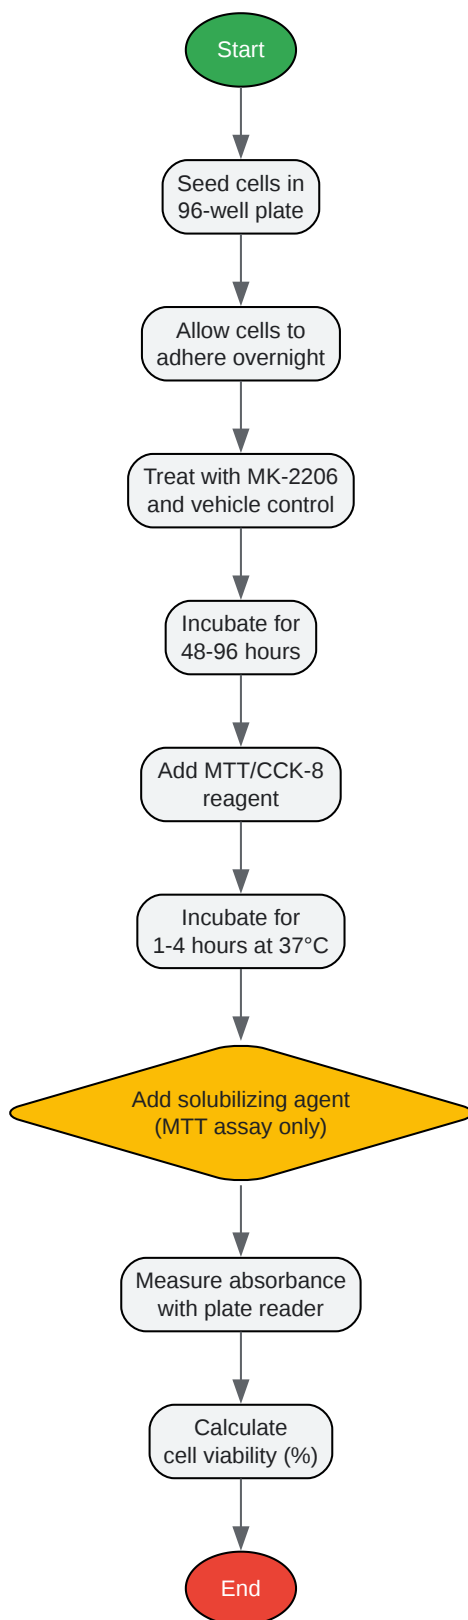 Start
Seed cells in
96-well plate
Allow cells to
adhere overnight
Treat with MK-2206
and vehicle control
Incubate for
48-96 hours
Add MTT/CCK-8
reagent
Incubate for
1-4 hours at 37°C
Add solubilizing agent
(MTT assay only)
Measure absorbance
with plate reader
Calculate
cell viability (%)
End